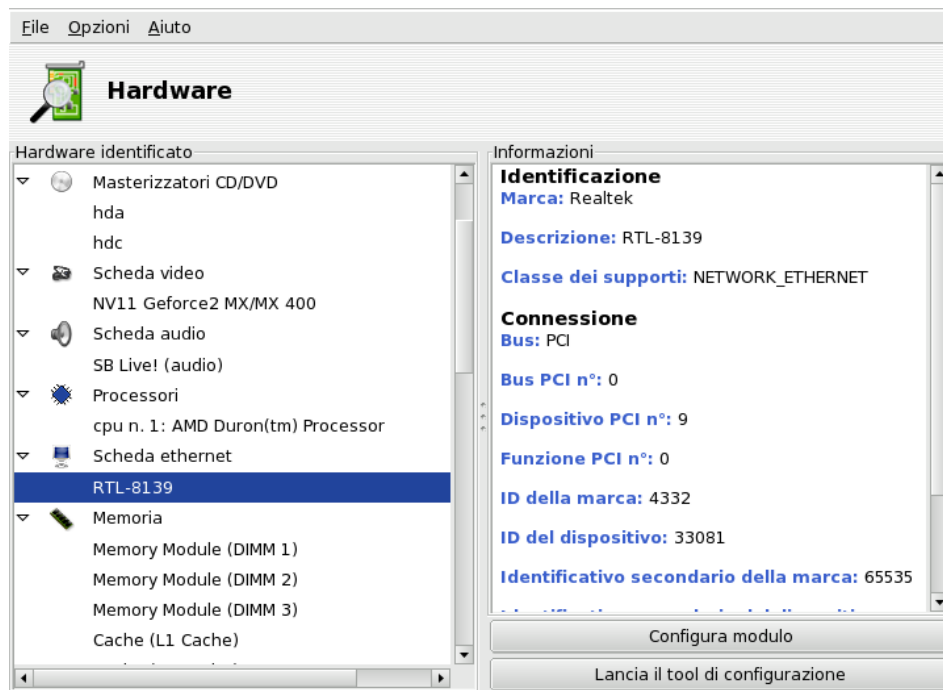 File Opzioni Aiuto
Hardware
Hardware identificato
Masterizzatori CD/DVD
hda
hdc
Scheda video
NV11 Geforce2 MX/MX 400
Scheda audio
SB Live! (audio)
Processori
cpu n. 1: AMD Duron(tm) Processor
Scheda ethernet
RTL-8139
Memoria
Memory Module (DIMM 1)
Memory Module (DIMM 2)
Memory Module (DIMM 3)
Cache (L1 Cache)
Informazioni
Identificazione
Marca: Realtek
Descrizione: RTL-8139
Classe dei supporti: NETWORK_ETHERNET
Connessione
Bus: PCI
Bus PCI n°: 0
Dispositivo PCI n°: 9
Funzione PCI n°: 0
ID della marca: 4332
ID del dispositivo: 33081
Identificativo secondario della marca: 65535
Configura modulo
Lancia il tool di configurazione